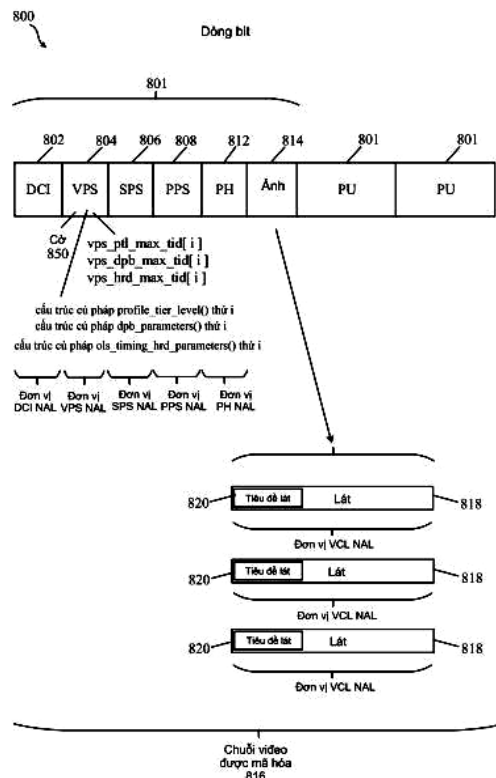 800
Dòng bit
801
802 804 806 808 812 814 801 801
DCI VPS SPS PPS PH Ảnh PU PU
Cờ
850
vps_ptl_max_tid[ i ]
vps_dpb_max_tid[ i ]
vps_hrd_max_tid[ i ]
cấu trúc cú pháp profile_tier_level() thứ i
cấu trúc cú pháp dpb_parameters() thứ i
cấu trúc cú pháp ols_timing_hrd_parameters() thứ i
Đơn vị Đơn vị Đơn vị Đơn vị Đơn vị
DCI NAL VPS NAL SPS NAL PPS NAL PH NAL
820 Tiêu đề lát Lát 818
Đơn vị VCL NAL
820 Tiêu đề lát Lát 818
Đơn vị VCL NAL
820 Tiêu đề lát Lát 818
Đơn vị VCL NAL
Chuỗi video
được mã hóa
816